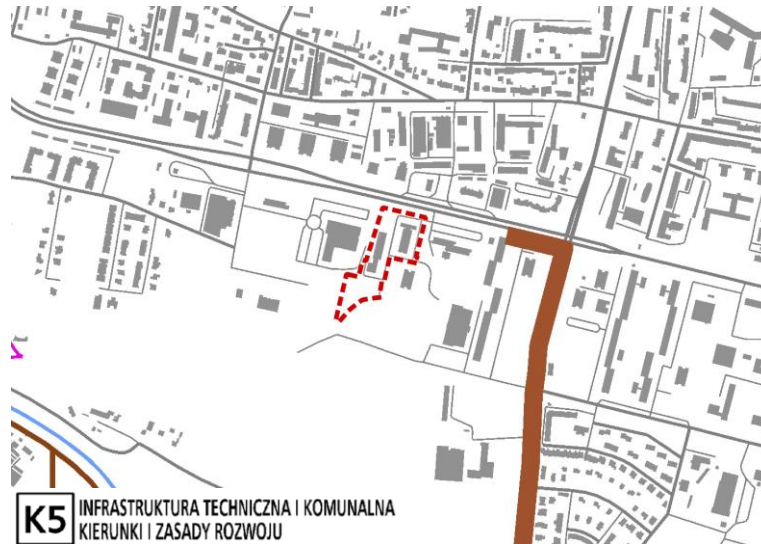 K5
INFRASTRUKTURA TECHNICZNA I KOMUNALNA
KIERUNKI I ZASADY ROZWOJU